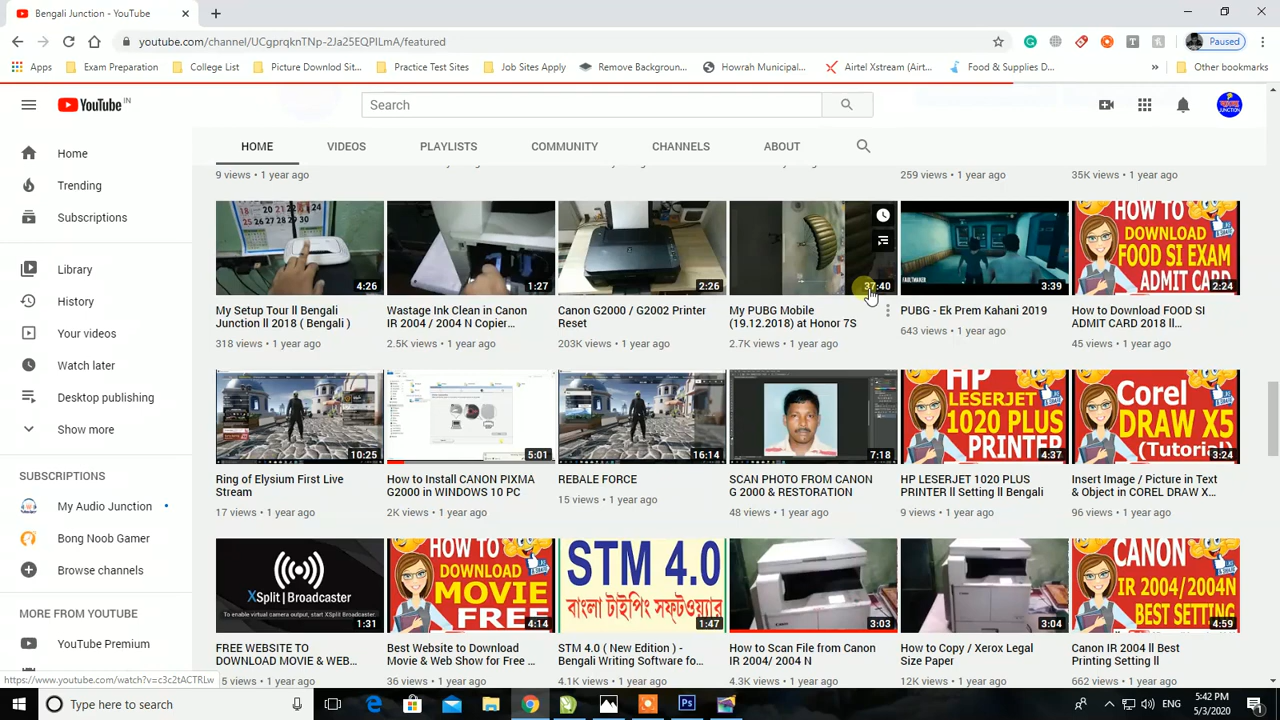 Bengali Junction - YouTube
youtube.com/channel/UCgprqknTNp-2Ja25EQPILmA/featured
Paused
Apps Exam Preparation College List Picture Downlod Sit... Practice Test Sites Job Sites Apply Remove Backgroun... Howrah Municipal... Airtel Xstream (Airt... Food & Supplies D... » Other bookmarks
YouTube IN
Search
HOME VIDEOS PLAYLISTS COMMUNITY CHANNELS ABOUT
Home
Trending
Subscriptions
Library
History
Your videos
Watch later
Desktop publishing
Show more
SUBSCRIPTIONS
My Audio Junction
Bong Noob Gamer
Browse channels
MORE FROM YOUTUBE
YouTube Premium
9 views • 1 year ago
259 views • 1 year ago
35K views • 1 year ago
4:26
My Setup Tour ll Bengali
Junction ll 2018 ( Bengali )
318 views • 1 year ago
1:27
Wastage Ink Clean in Canon
IR 2004 / 2004 N Copier...
2.5K views • 1 year ago
2:26
Canon G2000 / G2002 Printer
Reset
203K views • 1 year ago
37:40
My PUBG Mobile
(19.12.2018) at Honor 7S
2.7K views • 1 year ago
FAULTMAKER
3:39
PUBG - Ek Prem Kahani 2019
643 views • 1 year ago
HOW TO
DOWNLOAD
FOOD SI EXAM
ADMIT CARD
2:24
How to Download FOOD SI
ADMIT CARD 2018 ll...
45 views • 1 year ago
10:25
Ring of Elysium First Live
Stream
17 views • 1 year ago
5:01
How to Install CANON PIXMA
G2000 in WINDOWS 10 PC
2K views • 1 year ago
16:14
REBALE FORCE
15 views • 1 year ago
7:18
SCAN PHOTO FROM CANON
G 2000 & RESTORATION
48 views • 1 year ago
HP
LESERJET
1020 PLUS
PRINTER
4:37
HP LESERJET 1020 PLUS
PRINTER ll Setting ll Bengali
9 views • 1 year ago
Corel
DRAW X5
(Tutorial)
3:24
Insert Image / Picture in Text
& Object in COREL DRAW X...
96 views • 1 year ago
XSplit | Broadcaster
To enable virtual camera output, start XSplit Broadcaster.
1:31
FREE WEBSITE TO
DOWNLOAD MOVIE & WEB...
5 views • 1 year ago
HOW TO
DOWNLOAD
MOVIE
FREE
4:14
Best Website to Download
Movie & Web Show for Free ...
36 views • 1 year ago
STM 4.0
বাংলা টাইপিং সফ্টওয়্যার
1:47
STM 4.0 ( New Edition ) -
Bengali Writing Software fo...
4.1K views • 1 year ago
3:03
How to Scan File from Canon
IR 2004/ 2004 N
4.3K views • 1 year ago
3:04
How to Copy / Xerox Legal
Size Paper
12K views • 1 year ago
CANON
IR 2004/2004N
BEST SETTING
4:59
Canon IR 2004 ll Best
Printing Setting ll
662 views • 1 year ago
https://www.youtube.com/watch?v=c3c2tACTRLw
Type here to search
ENG
5:42 PM
5/3/2020